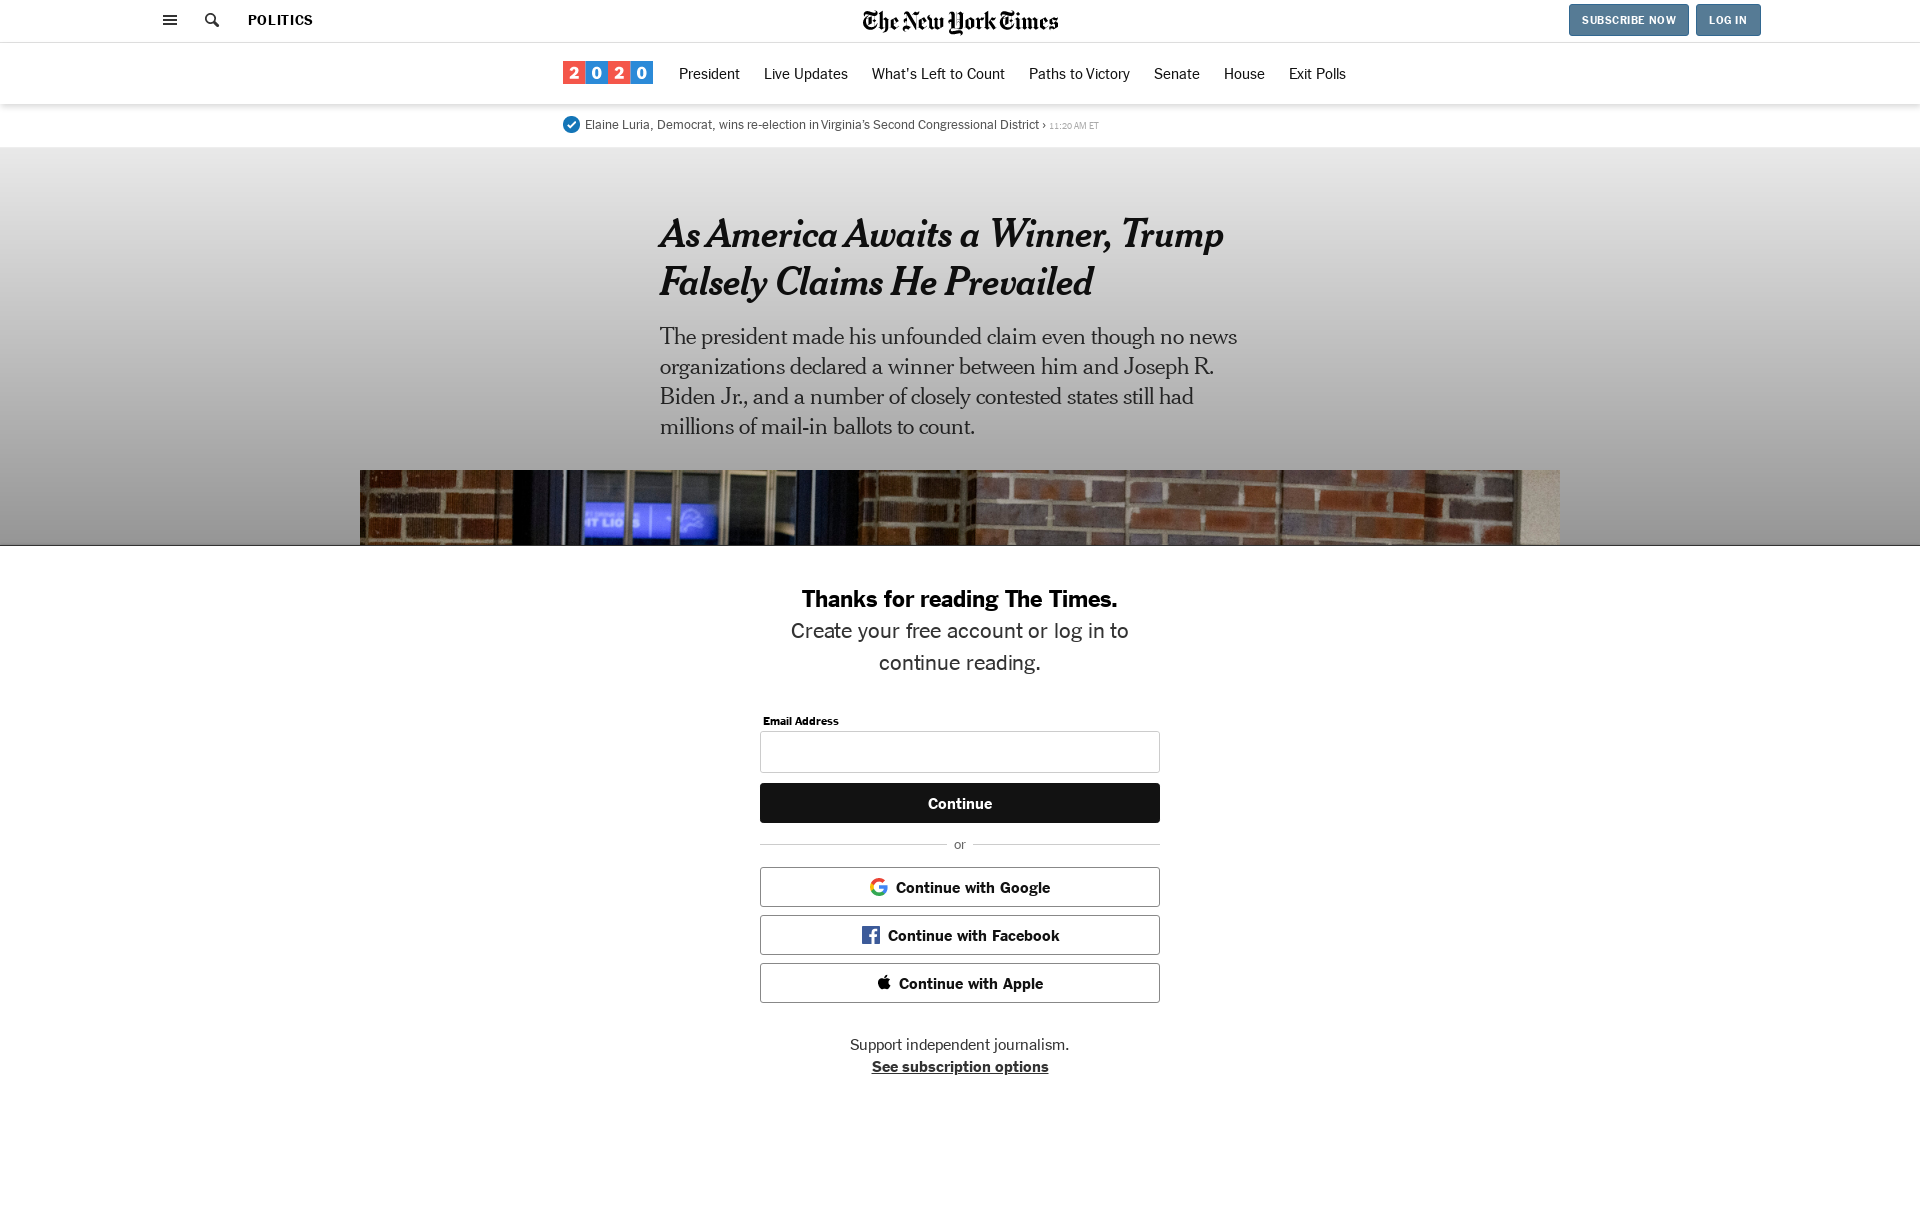 POLITICS
The New York Times
SUBSCRIBE NOW
LOG IN
2020
President
Live Updates
What's Left to Count
Paths to Victory
Senate
House
Exit Polls
Elaine Luria, Democrat, wins re-election in Virginia's Second Congressional District › 11:20 AM ET
As America Awaits a Winner, Trump
Falsely Claims He Prevailed
The president made his unfounded claim even though no news
organizations declared a winner between him and Joseph R.
Biden Jr., and a number of closely contested states still had
millions of mail-in ballots to count.
Thanks for reading The Times.
Create your free account or log in to
continue reading.
Email Address
Continue
or
Continue with Google
Continue with Facebook
Continue with Apple
Support independent journalism.
See subscription options